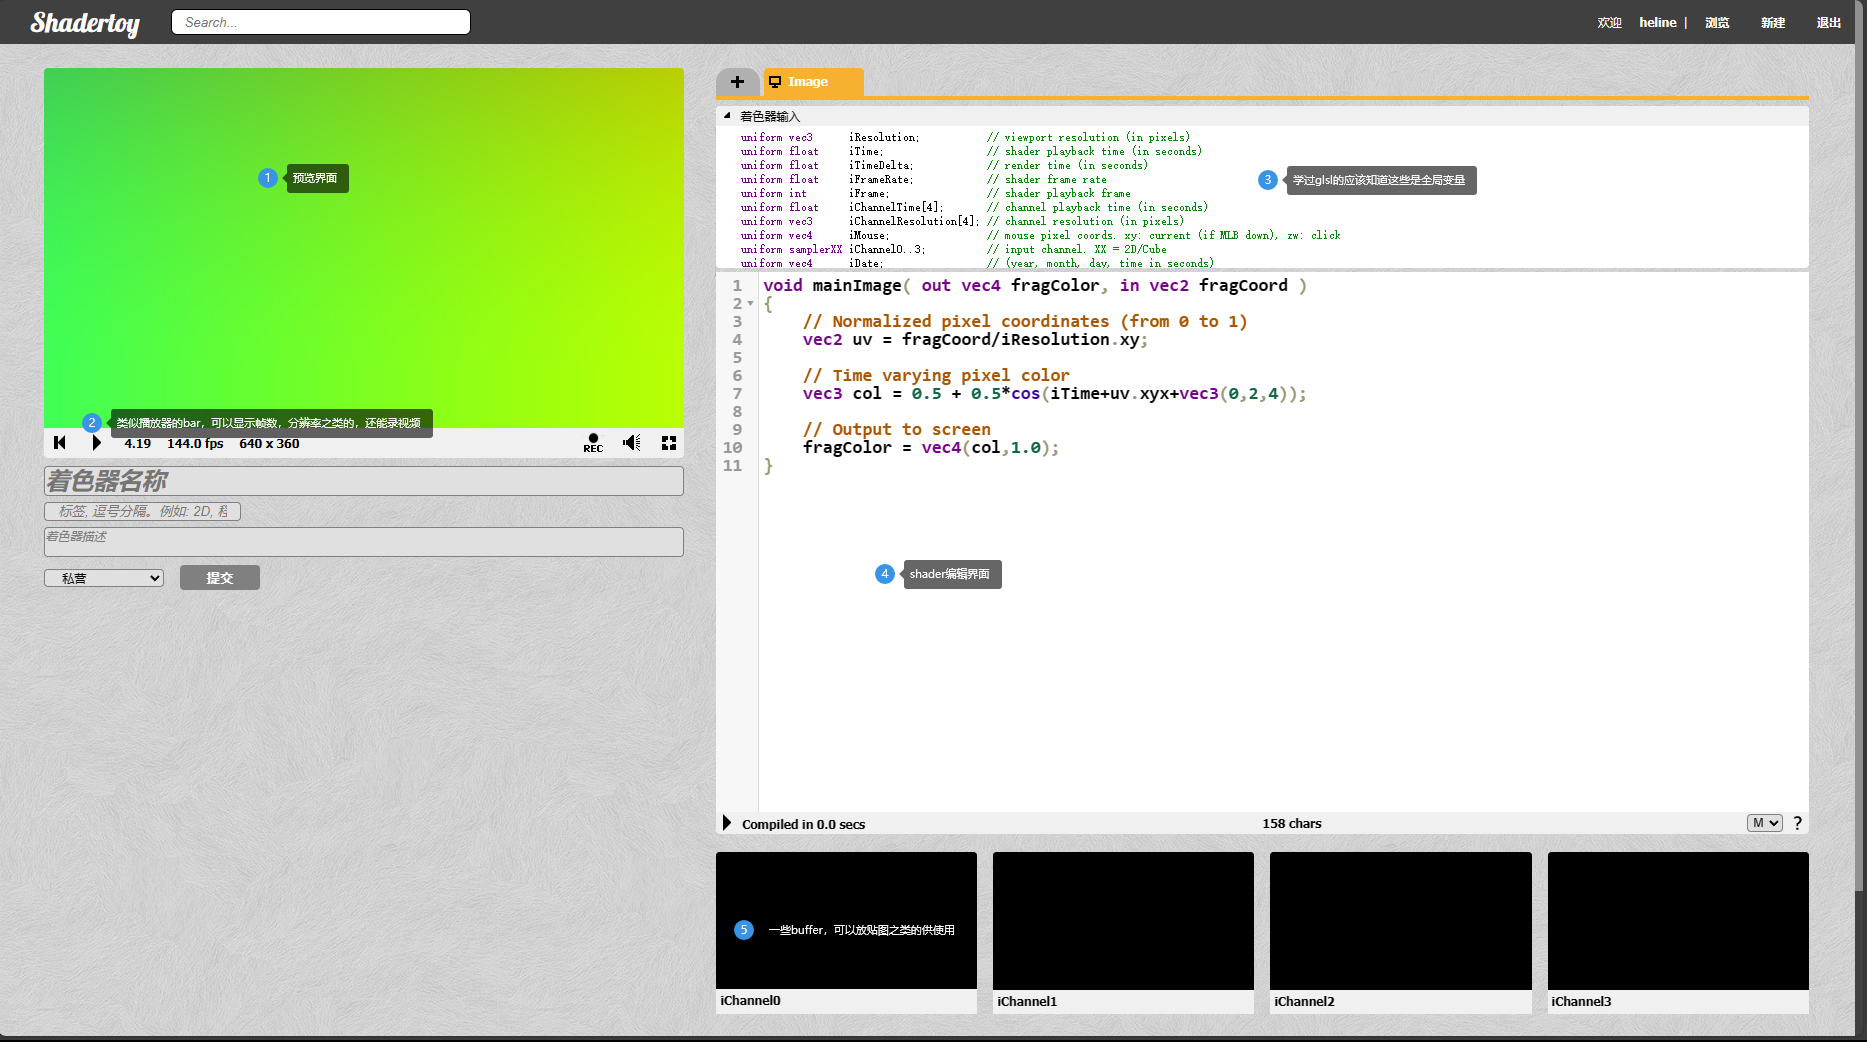 Shadertoy
Search...
欢迎 heline | 浏览 新建 退出
1 预览界面
2 类似播放器的bar，可以显示帧数，分辨率之类的，还能录视频
4.19 144.0 fps 640 x 360 REC
着色器名称
标签, 逗号分隔。例如: 2D, 程
着色器描述
私营 提交
+ Image
着色器输入
uniform vec3 iResolution; // viewport resolution (in pixels)
uniform float iTime; // shader playback time (in seconds)
uniform float iTimeDelta; // render time (in seconds)
uniform float iFrameRate; // shader frame rate
uniform int iFrame; // shader playback frame
uniform float iChannelTime[4]; // channel playback time (in seconds)
uniform vec3 iChannelResolution[4]; // channel resolution (in pixels)
uniform vec4 iMouse; // mouse pixel coords. xy: current (if MLB down), zw: click
uniform samplerXX iChannel0..3; // input channel. XX = 2D/Cube
uniform vec4 iDate; // (year, month, day, time in seconds)
3 学过glsl的应该知道这些是全局变量
1 void mainImage( out vec4 fragColor, in vec2 fragCoord )
2 {
3 // Normalized pixel coordinates (from 0 to 1)
4 vec2 uv = fragCoord/iResolution.xy;
5
6 // Time varying pixel color
7 vec3 col = 0.5 + 0.5*cos(iTime+uv.xyx+vec3(0,2,4));
8
9 // Output to screen
10 fragColor = vec4(col,1.0);
11 }
4 shader编辑界面
Compiled in 0.0 secs 158 chars M ?
5 一些buffer，可以放贴图之类的供使用
iChannel0 iChannel1 iChannel2 iChannel3